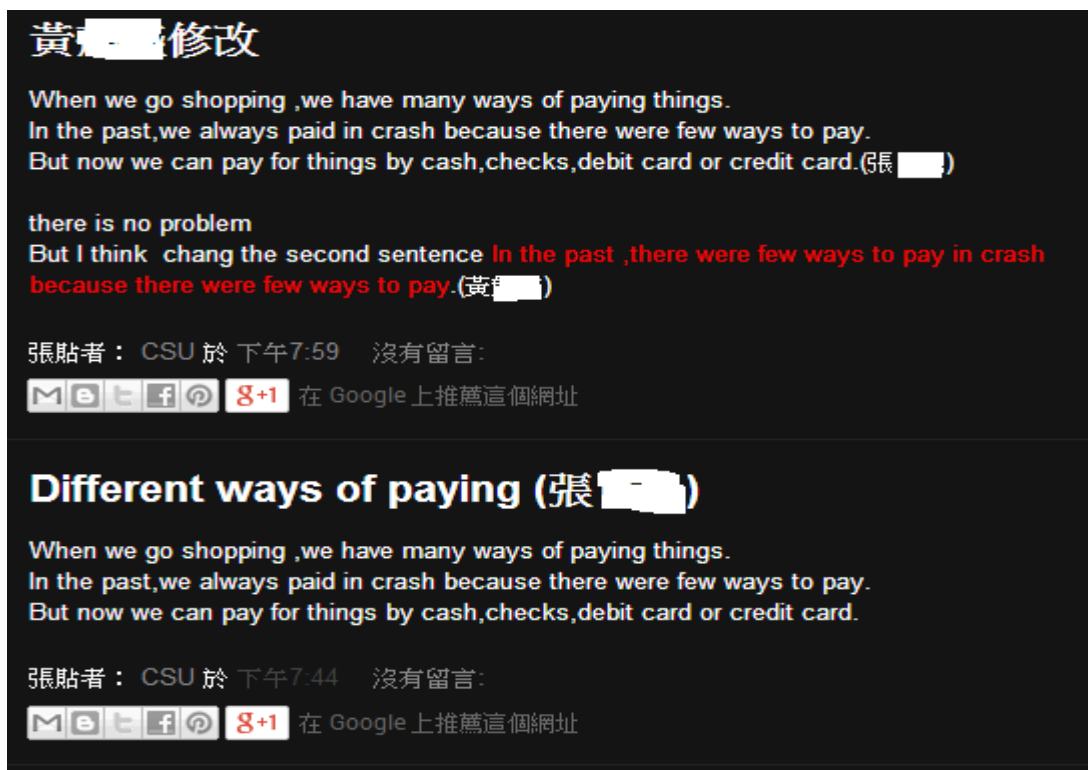 黃修改
When we go shopping ,we have many ways of paying things.
In the past,we always paid in crash because there were few ways to pay.
But now we can pay for things by cash,checks,debit card or credit card.(張)
there is no problem
But I think  chang the second sentence In the past ,there were few ways to pay in crash
because there were few ways to pay.(黃)
張貼者： CSU 於 下午7:59 沒有留言:
g+1 在 Google 上推薦這個網址
Different ways of paying (張)
When we go shopping ,we have many ways of paying things.
In the past,we always paid in crash because there were few ways to pay.
But now we can pay for things by cash,checks,debit card or credit card.
張貼者： CSU 於 下午7:44 沒有留言:
g+1 在 Google 上推薦這個網址